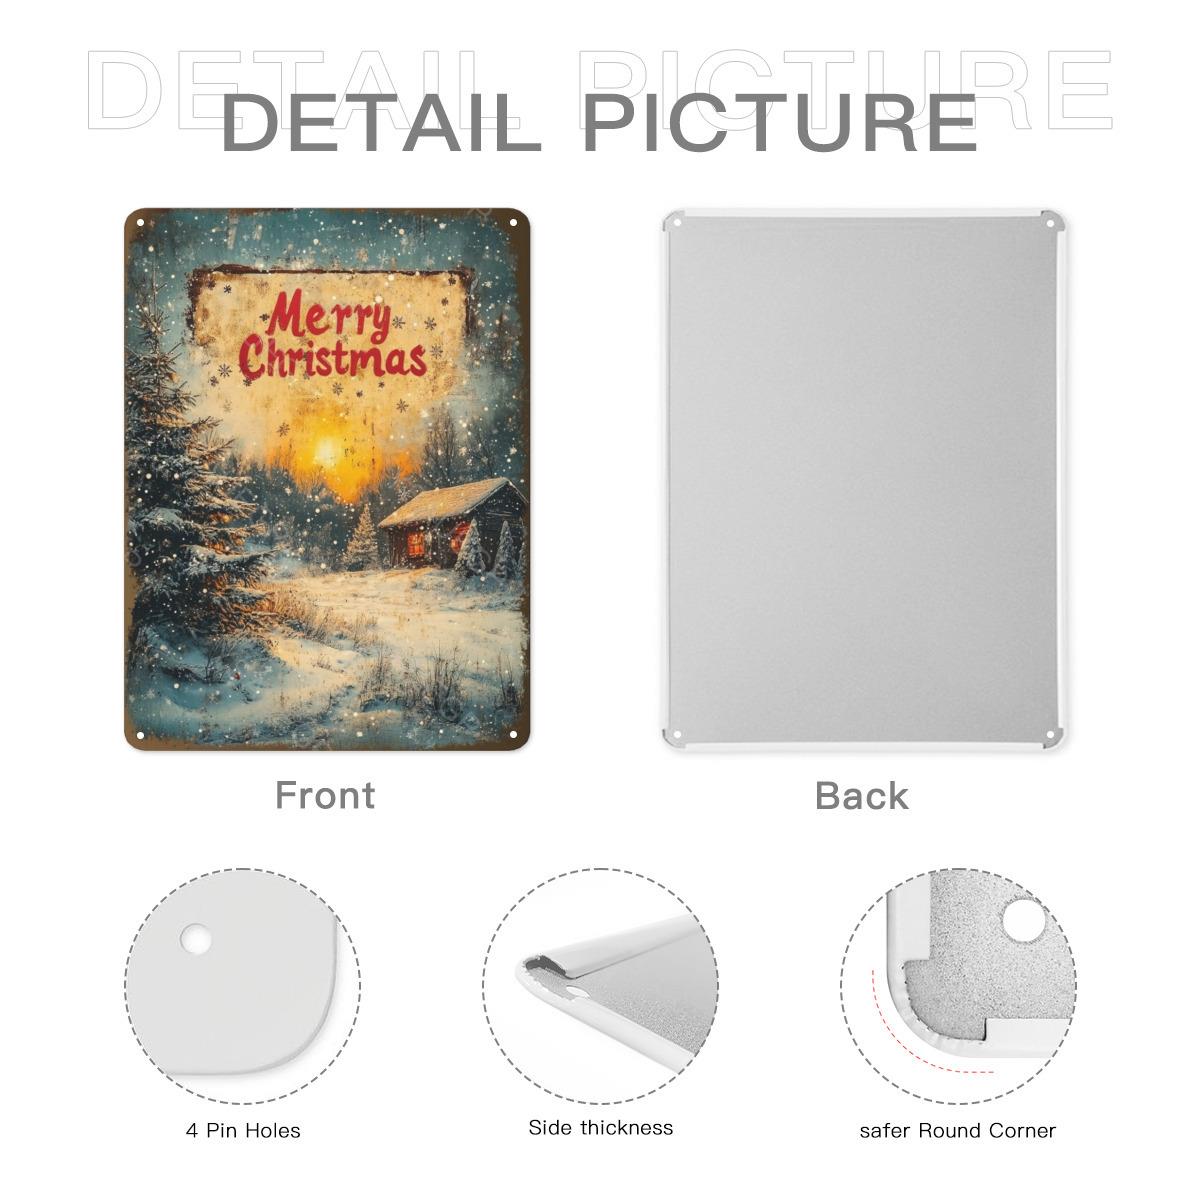 DETAIL PICTURE
DETAIL PICTURE
Merry
Christmas
Front
Back
4 Pin Holes
Side thickness
safer Round Corner